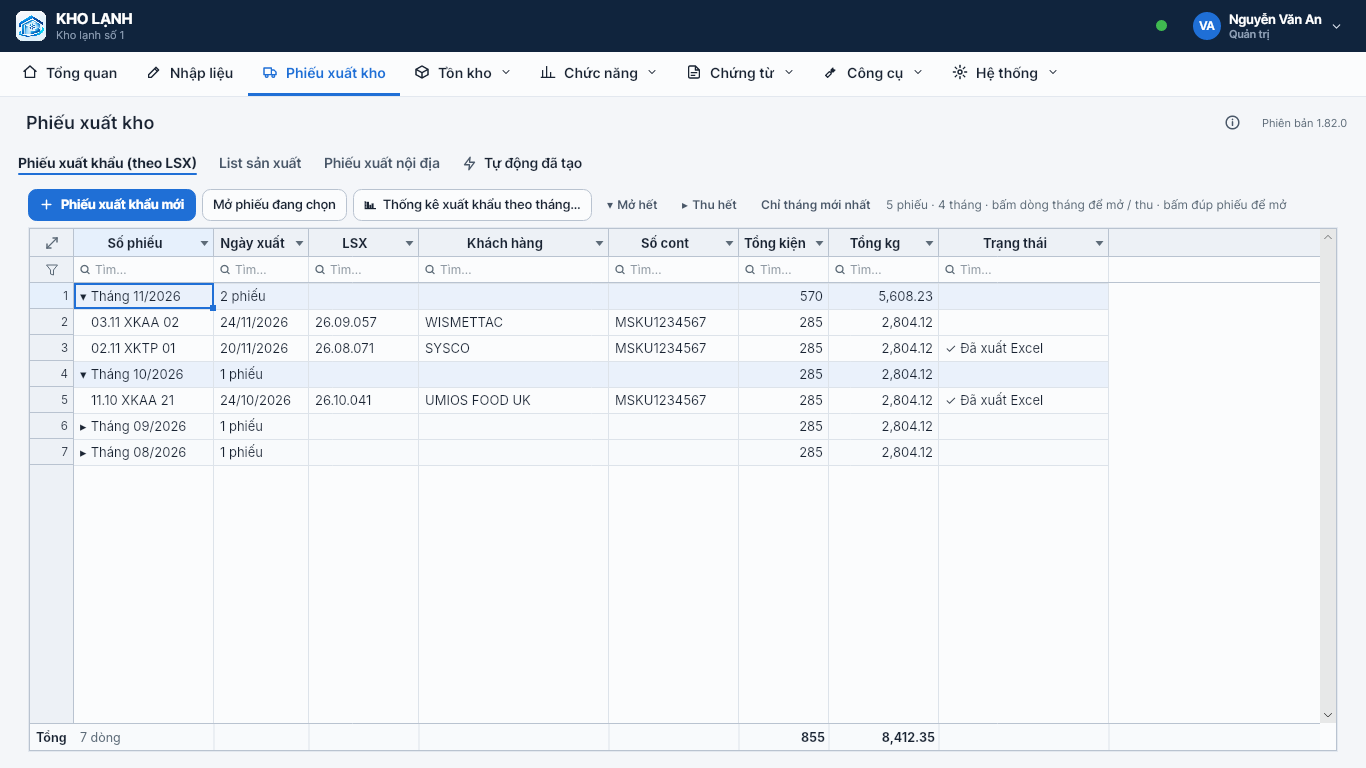 KHO LẠNH
Kho lạnh số 1
VA
Nguyễn Văn An
Quản trị
Tổng quan
Nhập liệu
Phiếu xuất kho
Tồn kho
Chức năng
Chứng từ
Công cụ
Hệ thống
Phiếu xuất kho
Phiên bản 1.82.0
Phiếu xuất khẩu (theo LSX) List sản xuất Phiếu xuất nội địa Tự động đã tạo
+ Phiếu xuất khẩu mới Mở phiếu đang chọn Thống kê xuất khẩu theo tháng... ▾ Mở hết ▸ Thu hết Chỉ tháng mới nhất 5 phiếu · 4 tháng · bấm dòng tháng để mở / thu · bấm đúp phiếu để mở
Số phiếu Ngày xuất LSX Khách hàng Số cont Tổng kiện Tổng kg Trạng thái
Tìm... Tìm... Tìm... Tìm... Tìm... Tìm... Tìm... Tìm...
1 ▾ Tháng 11/2026 2 phiếu 570 5,608.23
2 03.11 XKAA 02 24/11/2026 26.09.057 WISMETTAC MSKU1234567 285 2,804.12
3 02.11 XKTP 01 20/11/2026 26.08.071 SYSCO MSKU1234567 285 2,804.12 ✓ Đã xuất Excel
4 ▾ Tháng 10/2026 1 phiếu 285 2,804.12
5 11.10 XKAA 21 24/10/2026 26.10.041 UMIOS FOOD UK MSKU1234567 285 2,804.12 ✓ Đã xuất Excel
6 ▸ Tháng 09/2026 1 phiếu 285 2,804.12
7 ▸ Tháng 08/2026 1 phiếu 285 2,804.12
Tổng 7 dòng 855 8,412.35